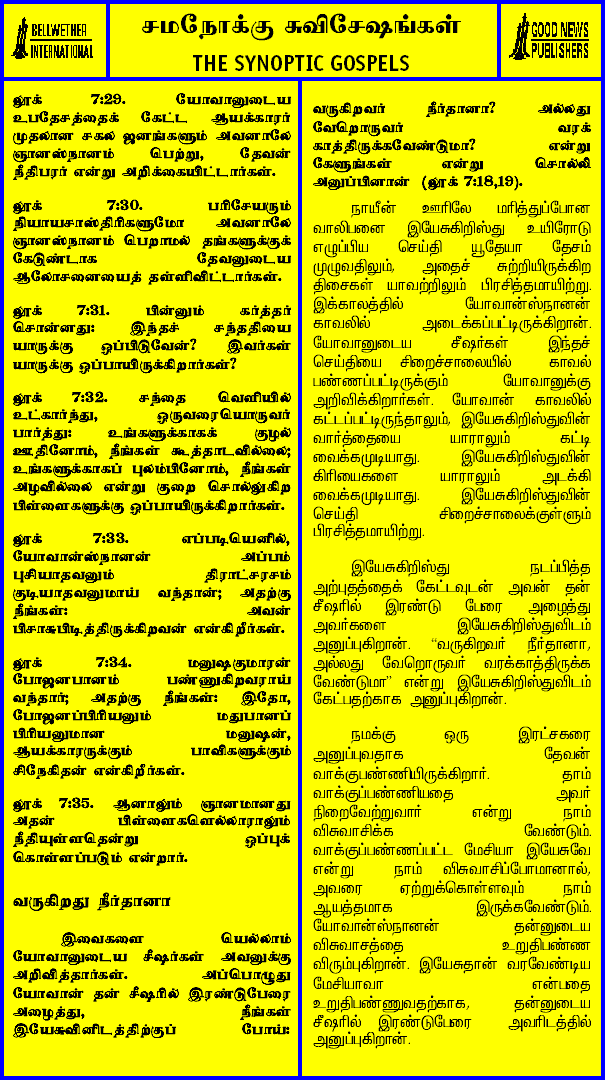 BELLWETHER
INTERNATIONAL
சமநோக்கு சுவிசேஷங்கள்
THE SYNOPTIC GOSPELS
GOOD NEWS
PUBLISHERS
லூக் 7:29. யோவானுடைய
உபதேசத்தைக் கேட்ட ஆயக்காரர்
முதலான சகல ஜனங்களும் அவனாலே
ஞானஸ்நானம் பெற்று, தேவன்
நீதிபரர் என்று அறிக்கையிட்டார்கள்.
லூக் 7:30. பரிசேயரும்
நியாயசாஸ்திரிகளுமோ அவனாலே
ஞானஸ்நானம் பெறாமல் தங்களுக்குக்
கேடுண்டாக தேவனுடைய
ஆலோசனையைத் தள்ளிவிட்டார்கள்.
லூக் 7:31. பின்னும் கர்த்தர்
சொன்னது: இந்தச் சந்ததியை
யாருக்கு ஒப்பிடுவேன்? இவர்கள்
யாருக்கு ஒப்பாயிருக்கிறார்கள்?
லூக் 7:32. சந்தை வெளியில்
உட்கார்ந்து, ஒருவரையொருவர்
பார்த்து: உங்களுக்காகக் குழல்
ஊதினோம், நீங்கள் கூத்தாடவில்லை;
உங்களுக்காகப் புலம்பினோம், நீங்கள்
அழவில்லை என்று குறை சொல்லுகிற
பிள்ளைகளுக்கு ஒப்பாயிருக்கிறார்கள்.
லூக் 7:33. எப்படியெனில்,
யோவான்ஸ்நானன் அப்பம்
புசியாதவனும் திராட்சரசம்
குடியாதவனுமாய் வந்தான்; அதற்கு
நீங்கள்: அவன்
பிசாசுபிடித்திருக்கிறவன் என்கிறீர்கள்.
லூக் 7:34. மனுஷகுமாரன்
போஜனபானம் பண்ணுகிறவராய்
வந்தார்; அதற்கு நீங்கள்: இதோ,
போஜனப்பிரியனும் மதுபானப்
பிரியனுமான மனுஷன்,
ஆயக்காரருக்கும் பாவிகளுக்கும்
சிநேகிதன் என்கிறீர்கள்.
லூக் 7:35. ஆனாலும் ஞானமானது
அதன் பிள்ளைகளெல்லாராலும்
நீதியுள்ளதென்று ஒப்புக்
கொள்ளப்படும் என்றார்.
வருகிறது நீர்தானா
இவைகளை யெல்லாம்
யோவானுடைய சீஷர்கள் அவனுக்கு
அறிவித்தார்கள். அப்பொழுது
யோவான் தன் சீஷரில் இரண்டுபேரை
அழைத்து, நீங்கள்
இயேசுவினிடத்திற்குப் போய்:
வருகிறவர் நீர்தானா? அல்லது
வேறொருவர் வரக்
காத்திருக்கவேண்டுமா? என்று
கேளுங்கள் என்று சொல்லி
அனுப்பினான் (லூக் 7:18,19).
நாயீன் ஊரிலே மரித்துப்போன
வாலிபனை இயேசுகிறிஸ்து உயிரோடு
எழுப்பிய செய்தி யூதேயா தேசம்
முழுவதிலும், அதைச் சுற்றியிருக்கிற
திசைகள் யாவற்றிலும் பிரசித்தமாயிற்று.
இக்காலத்தில் யோவான்ஸ்நானன்
காவலில் அடைக்கப்பட்டிருக்கிறான்.
யோவானுடைய சீஷர்கள் இந்தச்
செய்தியை சிறைச்சாலையில் காவல்
பண்ணப்பட்டிருக்கும் யோவானுக்கு
அறிவிக்கிறார்கள். யோவான் காவலில்
கட்டப்பட்டிருந்தாலும், இயேசுகிறிஸ்துவின்
வார்த்தையை யாராலும் கட்டி
வைக்கமுடியாது. இயேசுகிறிஸ்துவின்
கிரியைகளை யாராலும் அடக்கி
வைக்கமுடியாது. இயேசுகிறிஸ்துவின்
செய்தி சிறைச்சாலைக்குள்ளும்
பிரசித்தமாயிற்று.
இயேசுகிறிஸ்து நடப்பித்த
அற்புதத்தைக் கேட்டவுடன் அவன் தன்
சீஷரில் இரண்டு பேரை அழைத்து
அவர்களை இயேசுகிறிஸ்துவிடம்
அனுப்புகிறான். “வருகிறவர் நீர்தானா,
அல்லது வேறொருவர் வரக்காத்திருக்க
வேண்டுமா” என்று இயேசுகிறிஸ்துவிடம்
கேட்பதற்காக அனுப்புகிறான்.
நமக்கு ஒரு இரட்சகரை
அனுப்புவதாக தேவன்
வாக்குபண்ணியிருக்கிறார். தாம்
வாக்குப்பண்ணியதை அவர்
நிறைவேற்றுவார் என்று நாம்
விசுவாசிக்க வேண்டும்.
வாக்குப்பண்ணப்பட்ட மேசியா இயேசுவே
என்று நாம் விசுவாசிப்போமானால்,
அவரை ஏற்றுக்கொள்ளவும் நாம்
ஆயத்தமாக இருக்கவேண்டும்.
யோவான்ஸ்நானன் தன்னுடைய
விசுவாசத்தை உறுதிபண்ண
விரும்புகிறான். இயேசுதான் வரவேண்டிய
மேசியாவா என்பதை
உறுதிபண்ணுவதற்காக, தன்னுடைய
சீஷரில் இரண்டுபேரை அவரிடத்தில்
அனுப்புகிறான்.